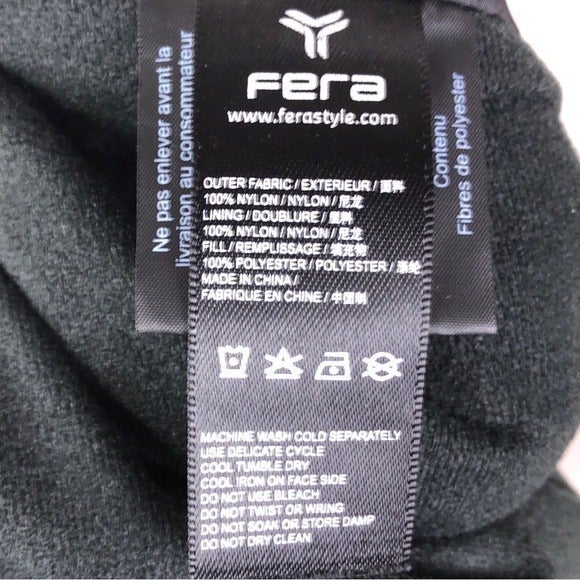 Ne pas enlever avant la
livraison au consommateur
Fera
www.ferastyle.com
Contenu
Fibres de polyester
OUTER FABRIC / EXTERIEUR / 面料
100% NYLON / NYLON / 尼龙
LINING / DOUBLURE / 里料
100% NYLON / NYLON / 尼龙
FILL / REMPLISSAGE / 填充物
100% POLYESTER / POLYESTER / 涤纶
MADE IN CHINA /
FABRIQUE EN CHINE / 中国制
MACHINE WASH COLD SEPARATELY
USE DELICATE CYCLE
COOL TUMBLE DRY
COOL IRON ON FACE SIDE
DO NOT USE BLEACH
DO NOT TWIST OR WRING
DO NOT SOAK OR STORE DAMP
DO NOT DRY CLEAN